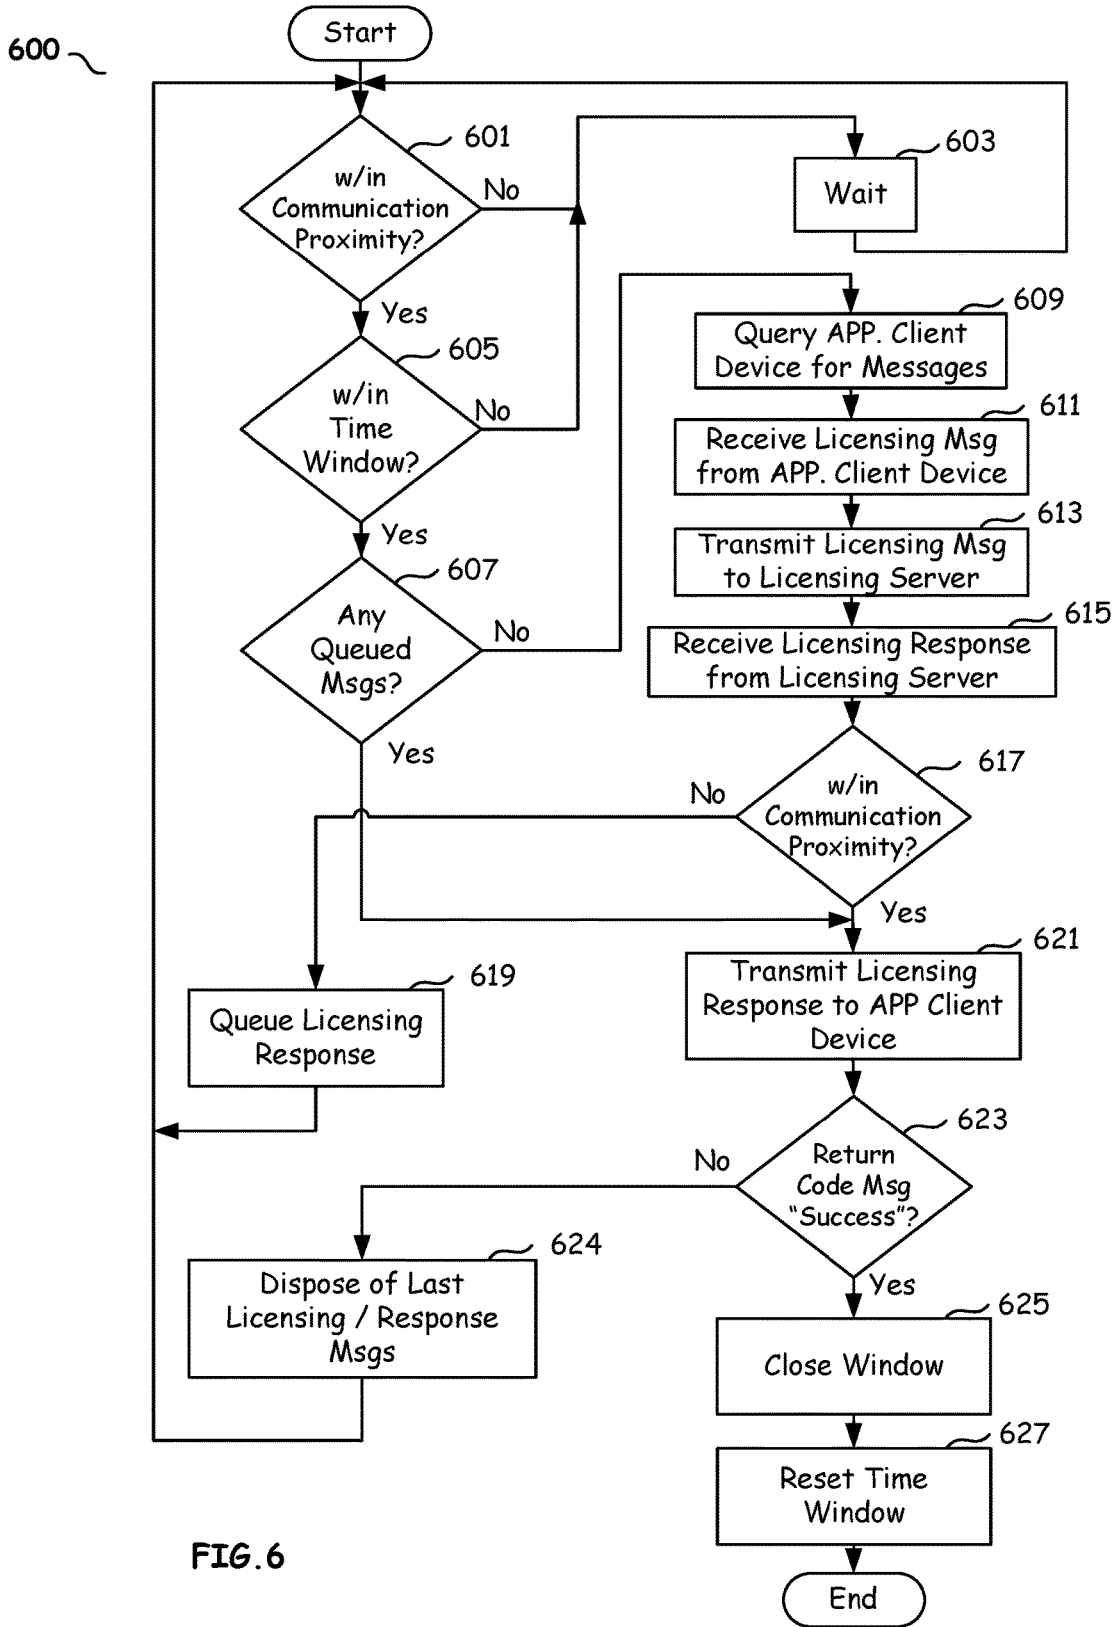 Start
600
601
w/in
Communication
Proximity?
No
603
Wait
Yes
605
w/in
Time
Window?
No
609
Query APP. Client
Device for Messages
611
Receive Licensing Msg
from APP. Client Device
Yes
607
Any
Queued
Msgs?
No
613
Transmit Licensing Msg
to Licensing Server
615
Receive Licensing Response
from Licensing Server
Yes
617
w/in
Communication
Proximity?
No
Yes
619
Queue Licensing
Response
621
Transmit Licensing
Response to APP Client
Device
623
Return
Code Msg
“Success”?
No
Yes
624
Dispose of Last
Licensing / Response
Msgs
625
Close Window
627
Reset Time
Window
End
FIG.6